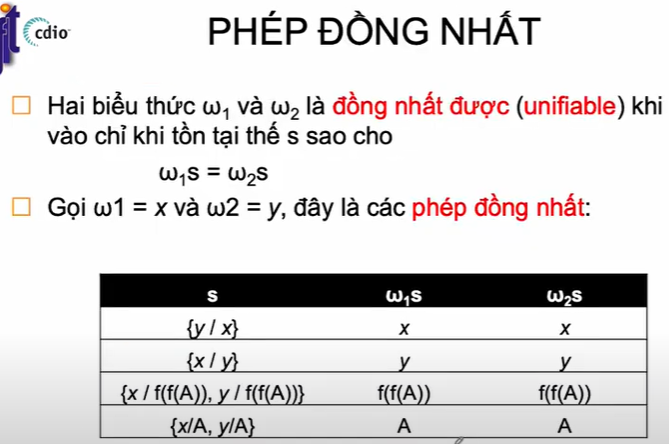 cdio
PHÉP ĐỒNG NHẤT
Hai biểu thức ω₁ và ω₂ là đồng nhất được (unifiable) khi
vào chỉ khi tồn tại thế s sao cho
ω₁s = ω₂s
Gọi ω1 = x và ω2 = y, đây là các phép đồng nhất:
s ω₁s ω₂s
{y / x} x x
{x / y} y y
{x / f(f(A)), y / f(f(A))} f(f(A)) f(f(A))
{x/A, y/A} A A